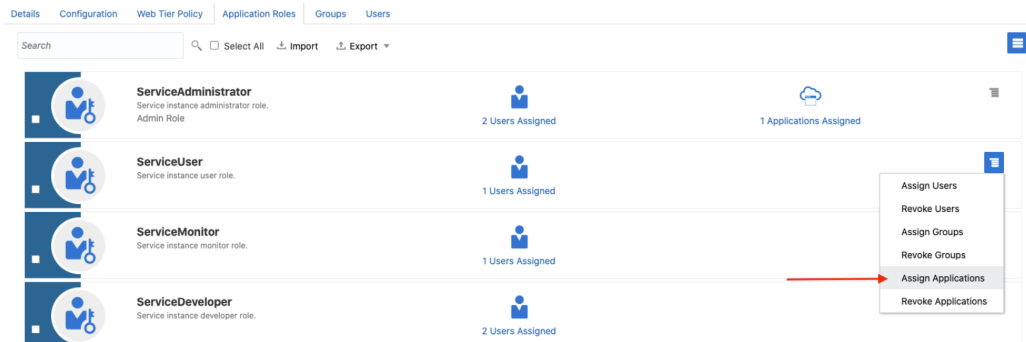 Details Configuration Web Tier Policy Application Roles Groups Users
Search Select All Import Export
ServiceAdministrator
Service instance administrator role.
Admin Role
2 Users Assigned
1 Applications Assigned
ServiceUser
Service instance user role.
1 Users Assigned
Assign Users
Revoke Users
Assign Groups
Revoke Groups
Assign Applications
Revoke Applications
ServiceMonitor
Service instance monitor role.
1 Users Assigned
ServiceDeveloper
Service instance developer role.
2 Users Assigned